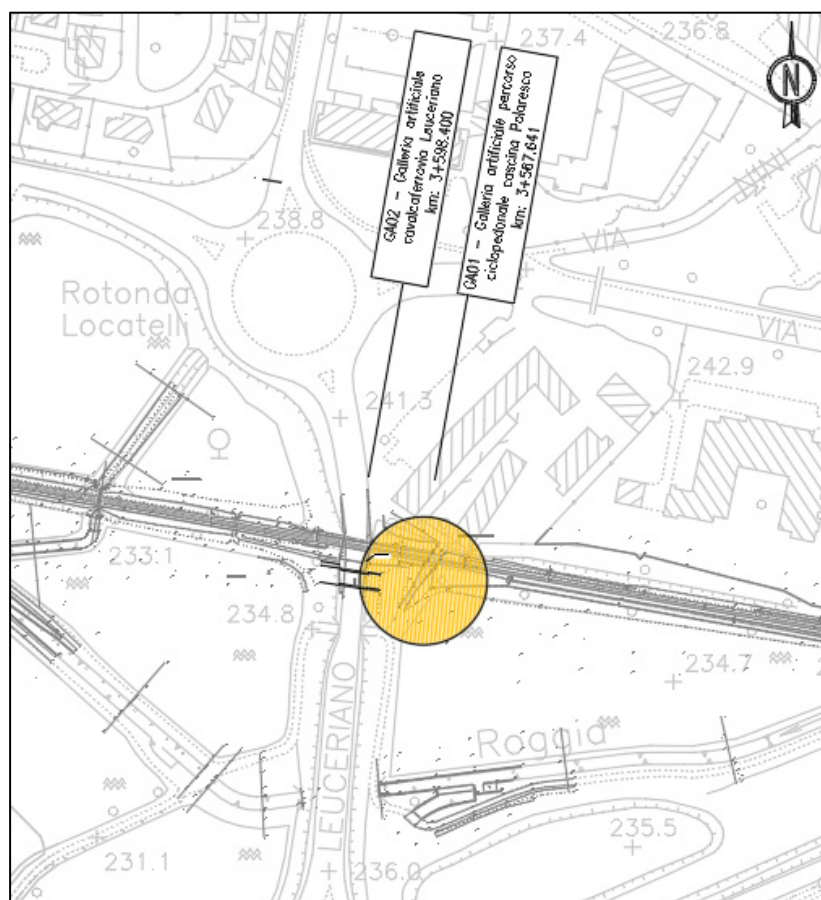 237.4
236.8
N
GA02 - Galleria artificiale
cavalcaferrovia Leuceriano
km: 3+598.400
GA01 - Galleria artificiale percorso
ciclopedonale cascina Polaresco
km: 3+567.641
NINI
VIA
238.8
Rotonda
Locatelli
VIA
242.9
241.3
233.1
234.8
234.7
LEUCERIANO
Roggia
235.5
231.1
236.0